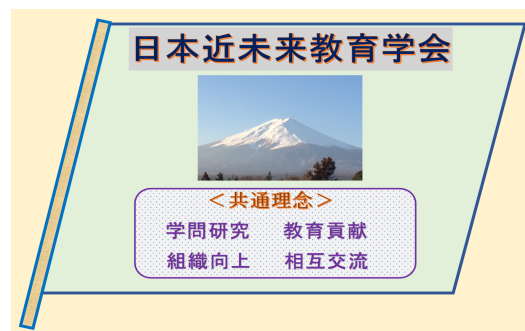 日本近未来教育学会
＜共通理念＞
学問研究　　教育貢献
組織向上　　相互交流